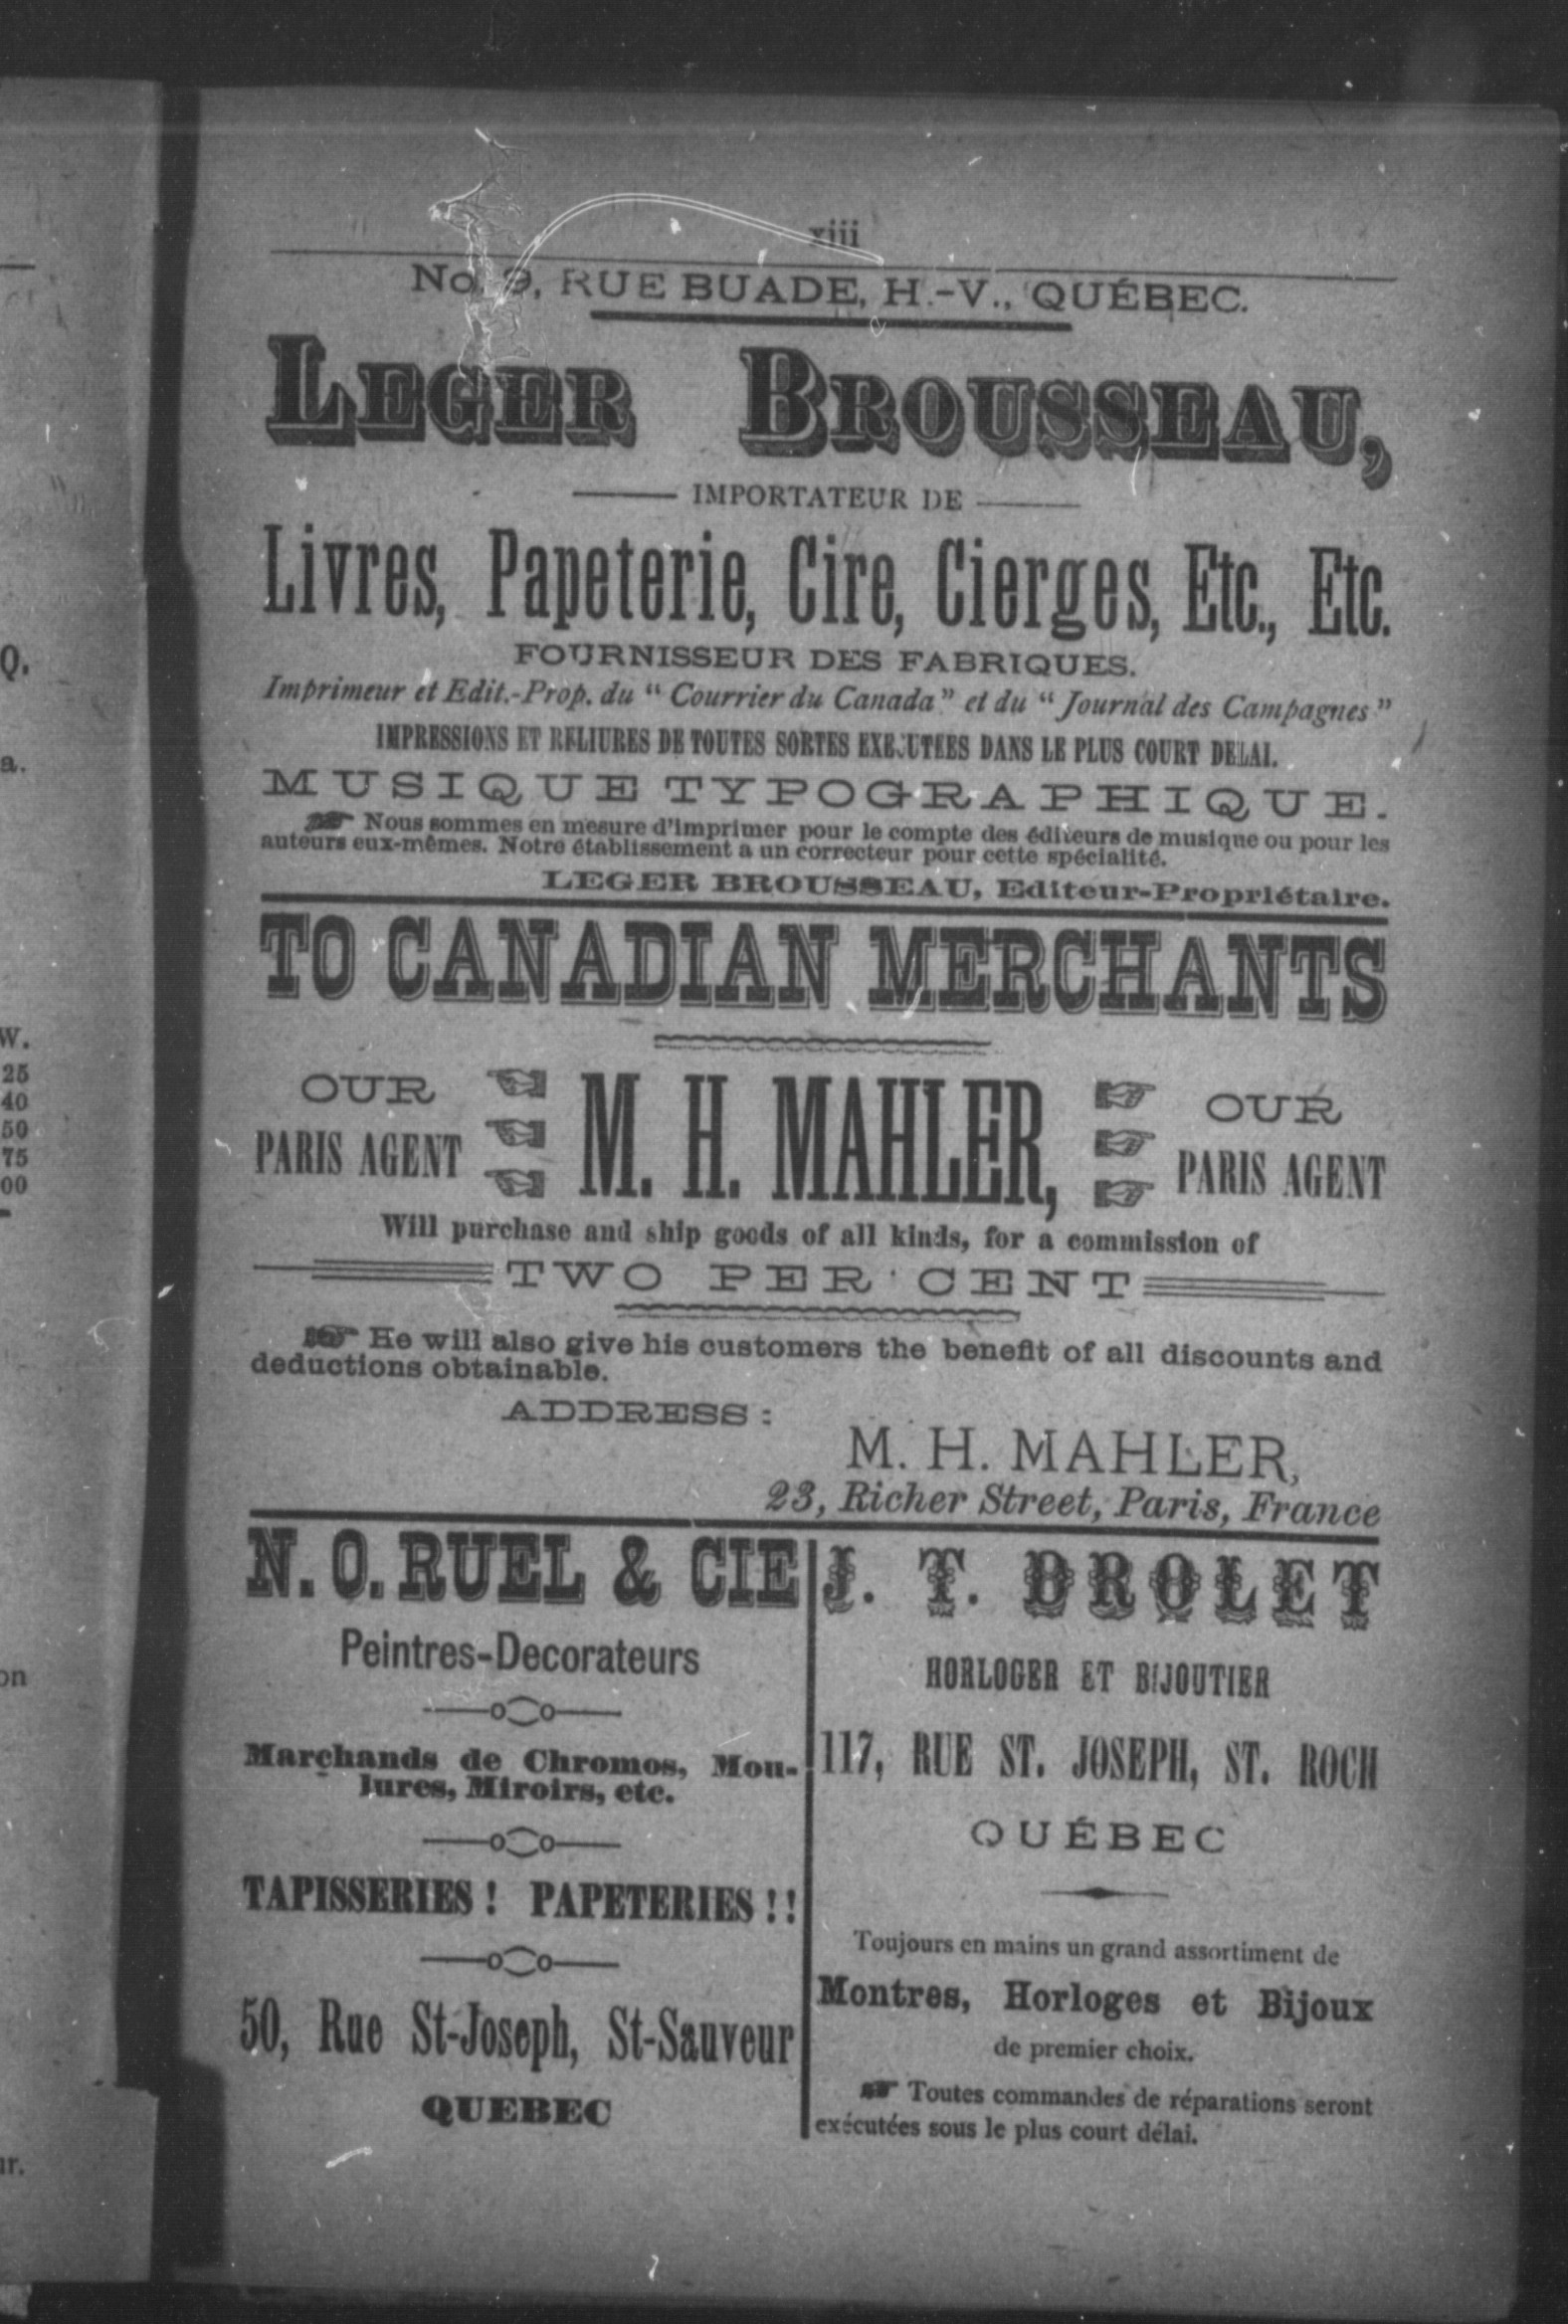 xiii
No. 9, RUE BUADE, H.-V., QUÉBEC.
LEGER BROUSSEAU,
IMPORTATEUR DE
Livres, Papeterie, Cire, Cierges, Etc., Etc.
FOURNISSEUR DES FABRIQUES.
Imprimeur et Edit.-Prop. du "Courrier du Canada" et du "Journal des Campagnes"
IMPRESSIONS ET RELIURES DE TOUTES SORTES EXECUTEES DANS LE PLUS COURT DELAI.
MUSIQUE TYPOGRAPHIQUE.
☞ Nous sommes en mesure d'imprimer pour le compte des éditeurs de musique ou pour les
auteurs eux-mêmes. Notre établissement a un correcteur pour cette spécialité.
LEGER BROUSSEAU, Editeur-Propriétaire.
TO CANADIAN MERCHANTS
OUR PARIS AGENT ☜ M. H. MAHLER, ☞ OUR PARIS AGENT
Will purchase and ship goods of all kinds, for a commission of
TWO PER CENT
☞ He will also give his customers the benefit of all discounts and
deductions obtainable.
ADDRESS :
M. H. MAHLER,
23, Richer Street, Paris, France
N. O. RUEL & CIE
Peintres-Decorateurs
Marchands de Chromos, Mou-
lures, Miroirs, etc.
TAPISSERIES ! PAPETERIES ! !
50, Rue St-Joseph, St-Sauveur
QUEBEC
J. T. DROLET
HORLOGER ET BIJOUTIER
117, RUE ST. JOSEPH, ST. ROCH
QUÉBEC
Toujours en mains un grand assortiment de
Montres, Horloges et Bijoux
de premier choix.
☞ Toutes commandes de réparations seront
exécutées sous le plus court délai.
Q.
a.
W.
25
40
50
75
00
on
ur.